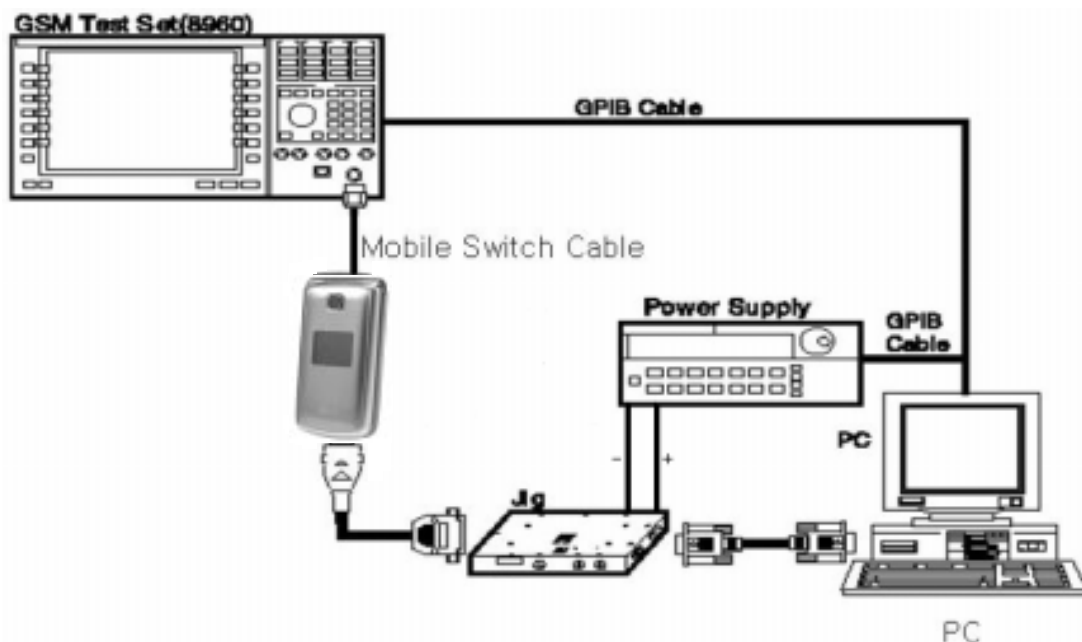 GSM Test Set(8960)
GPIB Cable
Mobile Switch Cable
Power Supply
GPIB
Cable
PC
- +
Jig
PC